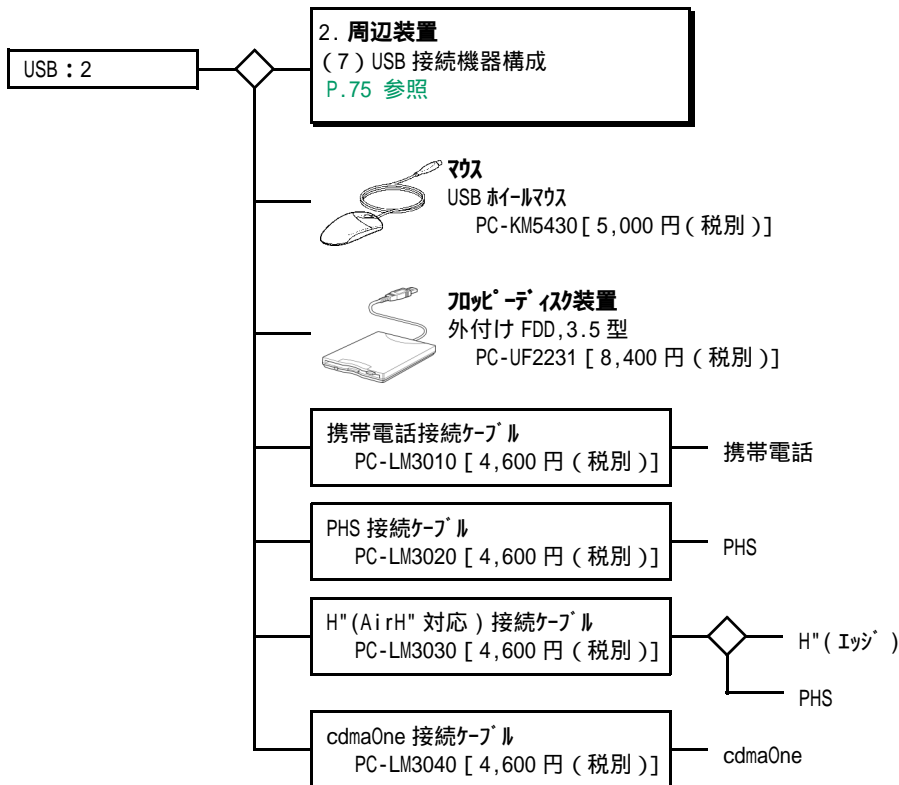 USB：2
2. 周辺装置
(7) USB 接続機器構成
P.75 参照
ﾏｳｽ
USB ﾎｲｰﾙﾏｳｽ
PC-KM5430 [ 5,000 円 ( 税別 )]
ﾌﾛｯﾋﾟｰﾃﾞｨｽｸ装置
外付け FDD,3.5 型
PC-UF2231 [ 8,400 円 ( 税別 )]
携帯電話接続ｹｰﾌﾞﾙ
PC-LM3010 [ 4,600 円 ( 税別 )]
携帯電話
PHS 接続ｹｰﾌﾞﾙ
PC-LM3020 [ 4,600 円 ( 税別 )]
PHS
H"(AirH" 対応 ) 接続ｹｰﾌﾞﾙ
PC-LM3030 [ 4,600 円 ( 税別 )]
H"( ｴｯｼﾞ )
PHS
cdmaOne 接続ｹｰﾌﾞﾙ
PC-LM3040 [ 4,600 円 ( 税別 )]
cdmaOne